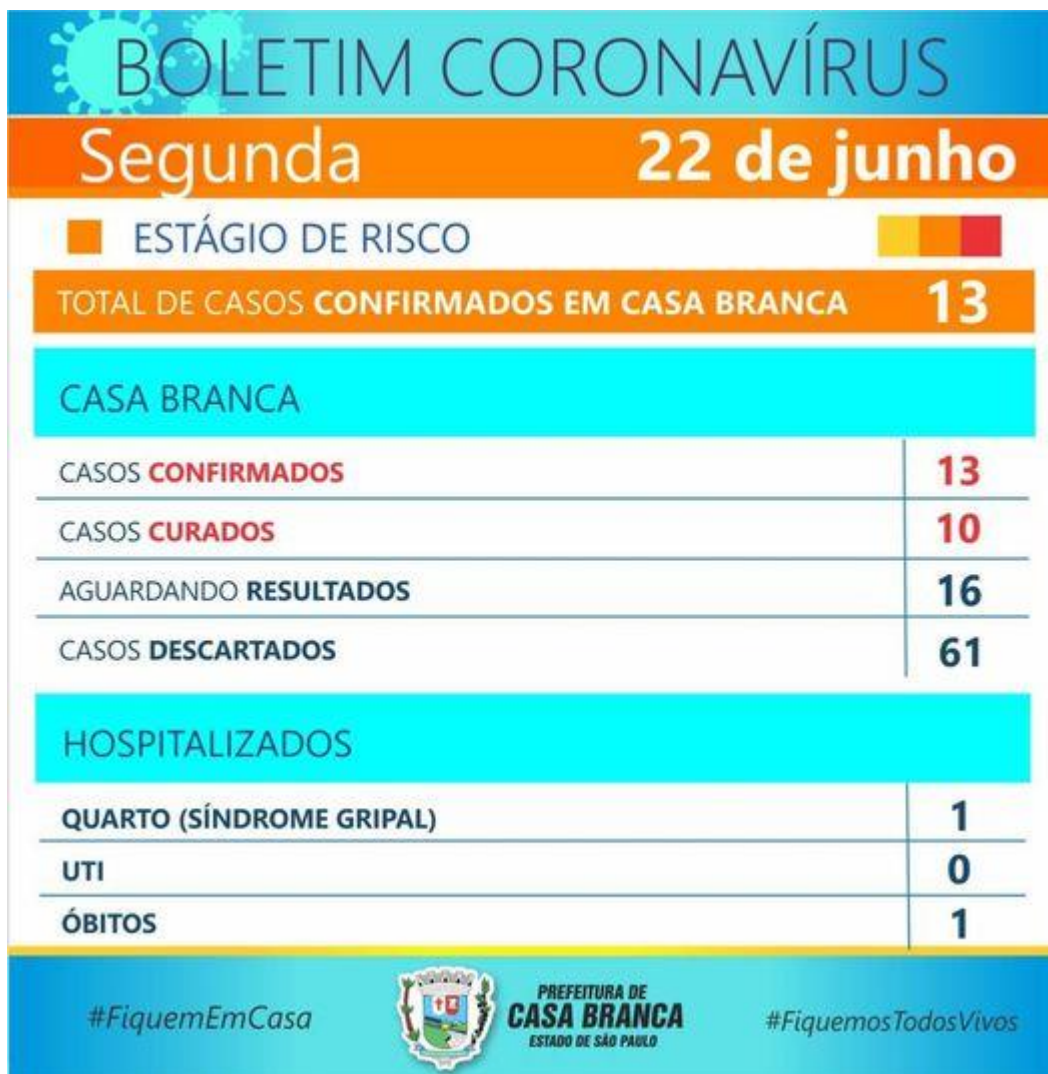 BOLETIM CORONAVÍRUS
Segunda 22 de junho
ESTÁGIO DE RISCO
TOTAL DE CASOS CONFIRMADOS EM CASA BRANCA 13
CASA BRANCA
CASOS CONFIRMADOS 13
CASOS CURADOS 10
AGUARDANDO RESULTADOS 16
CASOS DESCARTADOS 61
HOSPITALIZADOS
QUARTO (SÍNDROME GRIPAL) 1
UTI 0
ÓBITOS 1
#FiquemEmCasa
PREFEITURA DE
CASA BRANCA
ESTADO DE SÃO PAULO
#FiquemosTodosVivos